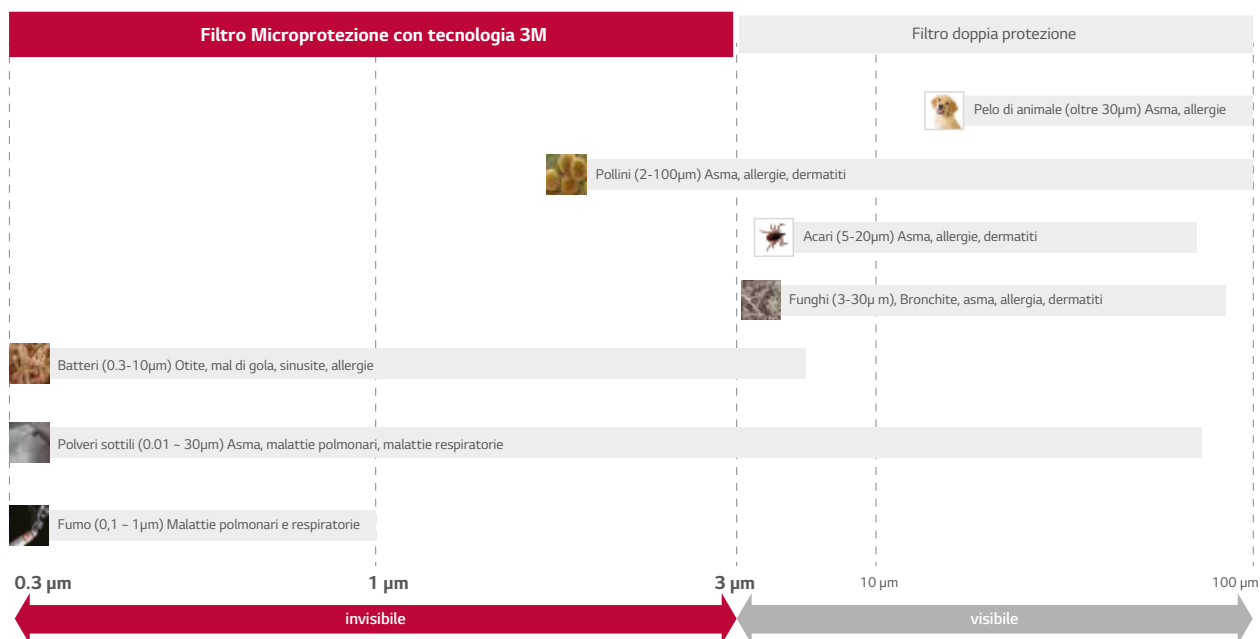 Filtro Microprotezione con tecnologia 3M
Filtro doppia protezione
Pelo di animale (oltre 30µm) Asma, allergie
Pollini (2-100µm) Asma, allergie, dermatiti
Acari (5-20µm) Asma, allergie, dermatiti
Funghi (3-30µ m), Bronchite, asma, allergia, dermatiti
Batteri (0.3-10µm) Otite, mal di gola, sinusite, allergie
Polveri sottili (0.01 ~ 30µm) Asma, malattie polmonari, malattie respiratorie
Fumo (0,1 ~ 1µm) Malattie polmonari e respiratorie
0.3 µm
1 µm
3 µm
10 µm
100 µm
invisibile
visibile